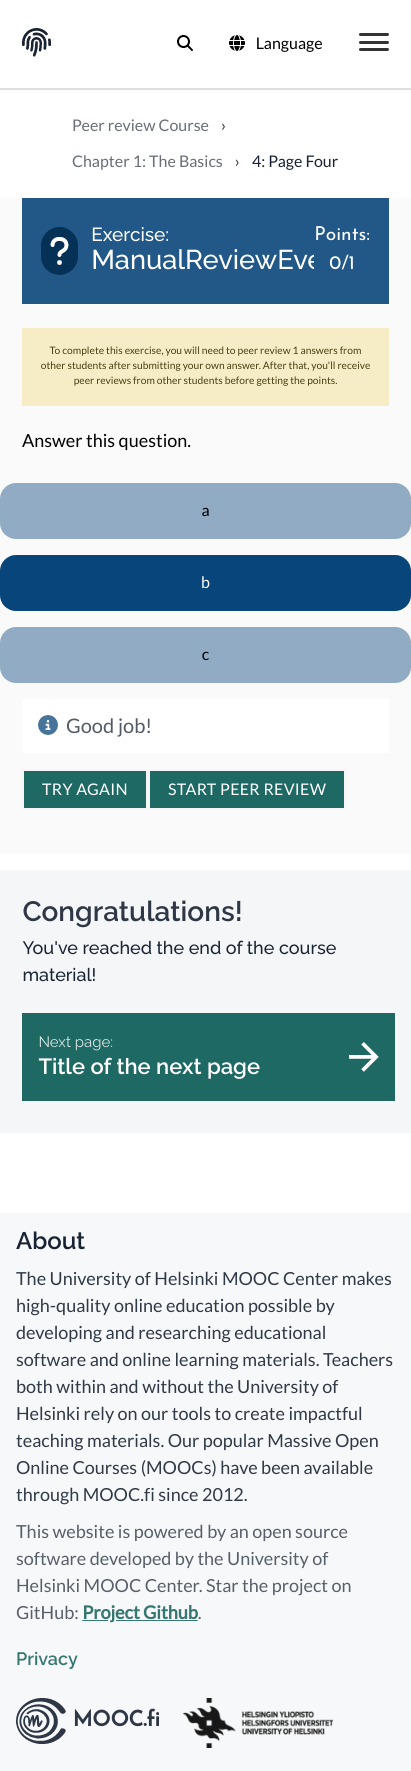 Language
Peer review Course ›
Chapter 1: The Basics › 4: Page Four
Exercise:
ManualReviewEve
Points:
0/1
To complete this exercise, you will need to peer review 1 answers from
other students after submitting your own answer. After that, you'll receive
peer reviews from other students before getting the points.
Answer this question.
a
b
c
Good job!
TRY AGAIN
START PEER REVIEW
Congratulations!
You've reached the end of the course
material!
Next page:
Title of the next page
About
The University of Helsinki MOOC Center makes
high-quality online education possible by
developing and researching educational
software and online learning materials. Teachers
both within and without the University of
Helsinki rely on our tools to create impactful
teaching materials. Our popular Massive Open
Online Courses (MOOCs) have been available
through MOOC.fi since 2012.
This website is powered by an open source
software developed by the University of
Helsinki MOOC Center. Star the project on
GitHub: Project Github.
Privacy
MOOC.fi
HELSINGIN YLIOPISTO
HELSINGFORS UNIVERSITET
UNIVERSITY OF HELSINKI